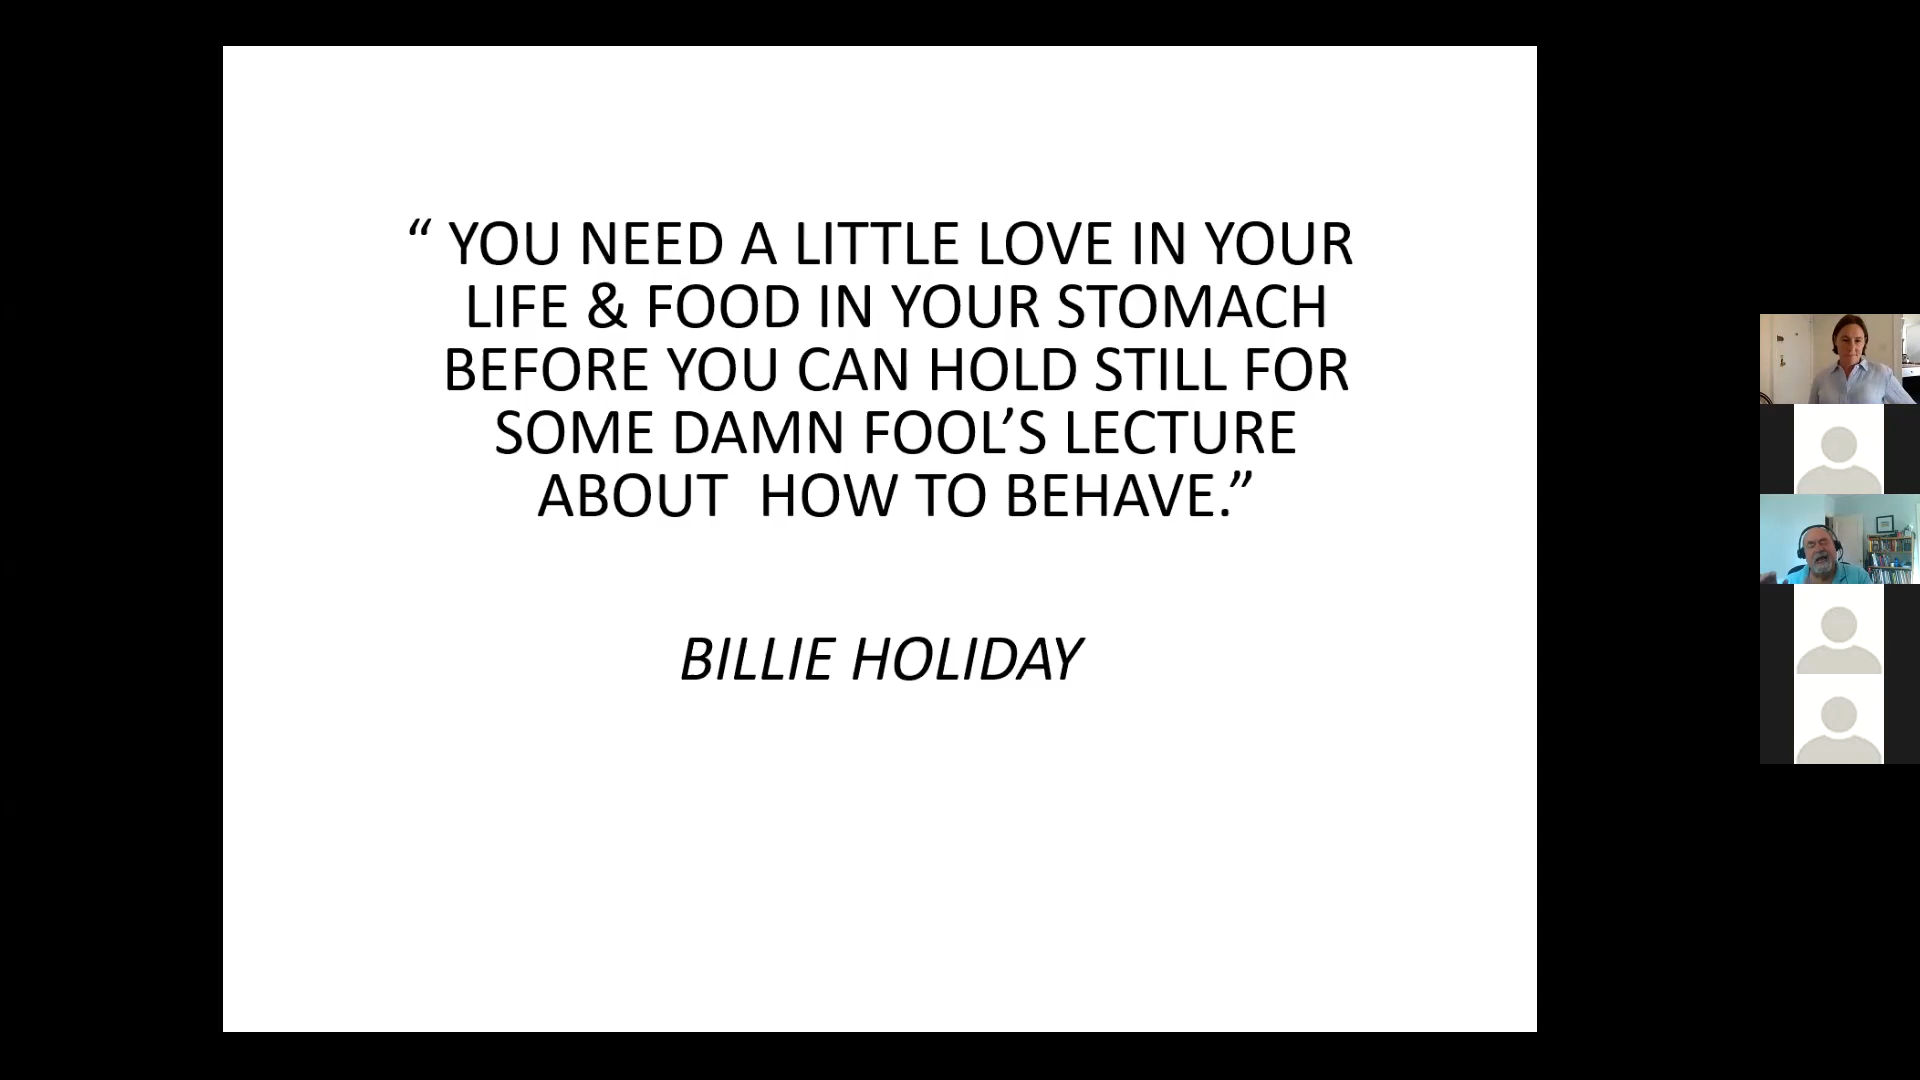 “ YOU NEED A LITTLE LOVE IN YOUR
LIFE & FOOD IN YOUR STOMACH
BEFORE YOU CAN HOLD STILL FOR
SOME DAMN FOOL’S LECTURE
ABOUT  HOW TO BEHAVE.”
BILLIE HOLIDAY